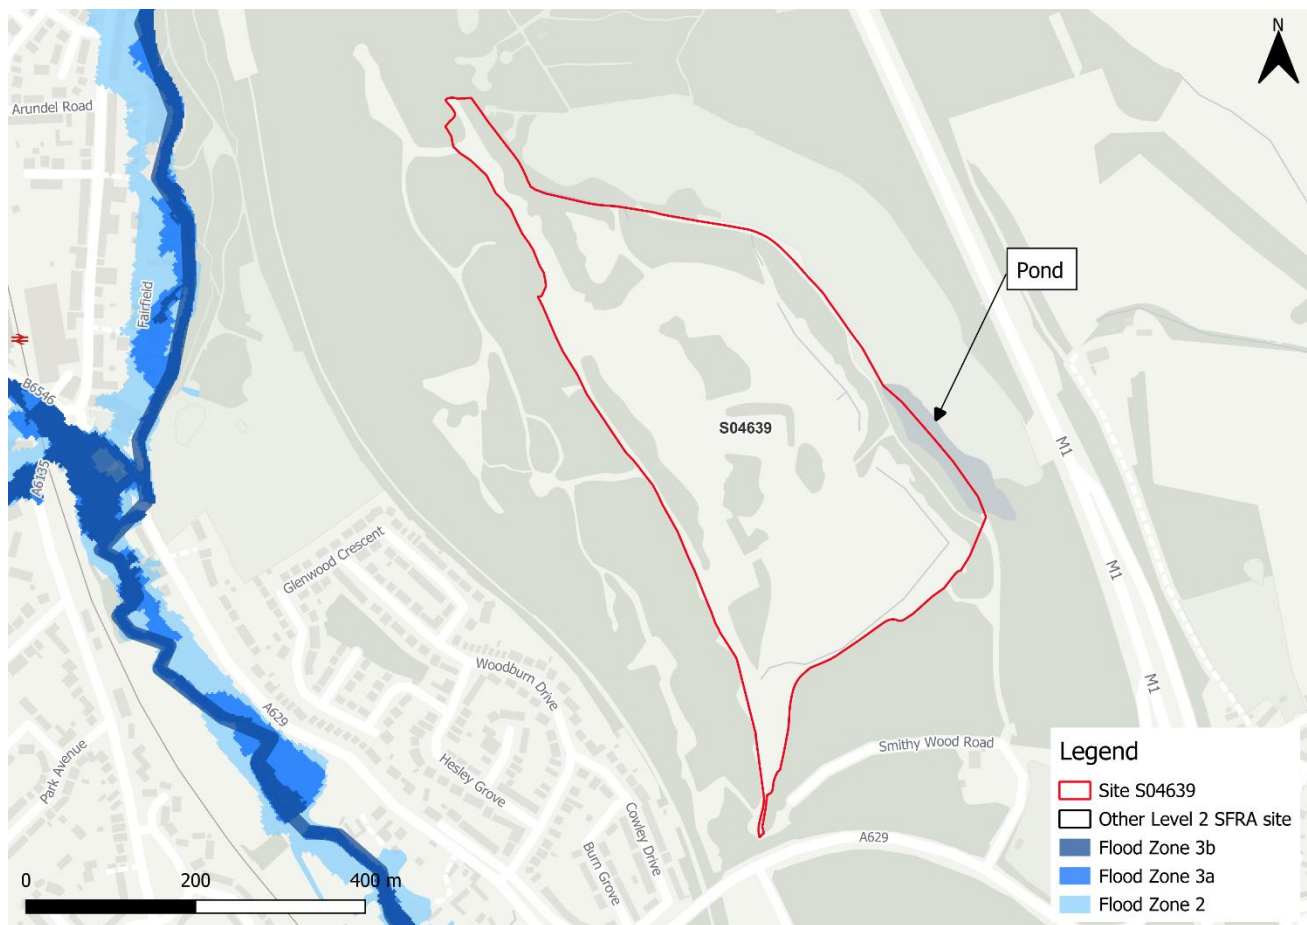 N
Arundel Road
Fairfield
Pond
B6546
S04639
M1
A6135
Glenwood Crescent
M1
Woodburn Drive
M1
A629
Smithy Wood Road
Park Avenue
Hesley Grove
Cowley Drive
Burn Grove
A629
Legend
Site S04639
Other Level 2 SFRA site
Flood Zone 3b
Flood Zone 3a
Flood Zone 2
0 200 400 m